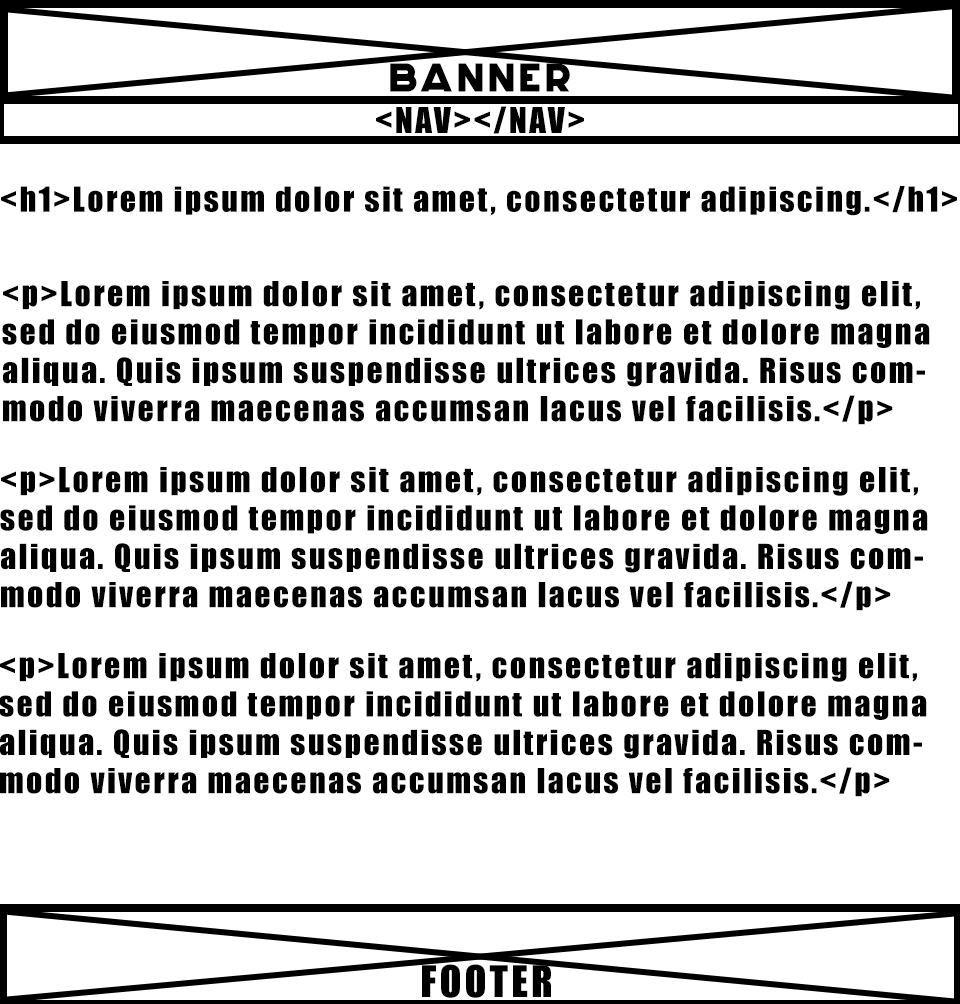 BANNER
<NAV></NAV>
<h1>Lorem ipsum dolor sit amet, consectetur adipiscing.</h1>
<p>Lorem ipsum dolor sit amet, consectetur adipiscing elit,
sed do eiusmod tempor incididunt ut labore et dolore magna
aliqua. Quis ipsum suspendisse ultrices gravida. Risus com-
modo viverra maecenas accumsan lacus vel facilisis.</p>
<p>Lorem ipsum dolor sit amet, consectetur adipiscing elit,
sed do eiusmod tempor incididunt ut labore et dolore magna
aliqua. Quis ipsum suspendisse ultrices gravida. Risus com-
modo viverra maecenas accumsan lacus vel facilisis.</p>
<p>Lorem ipsum dolor sit amet, consectetur adipiscing elit,
sed do eiusmod tempor incididunt ut labore et dolore magna
aliqua. Quis ipsum suspendisse ultrices gravida. Risus com-
modo viverra maecenas accumsan lacus vel facilisis.</p>
FOOTER